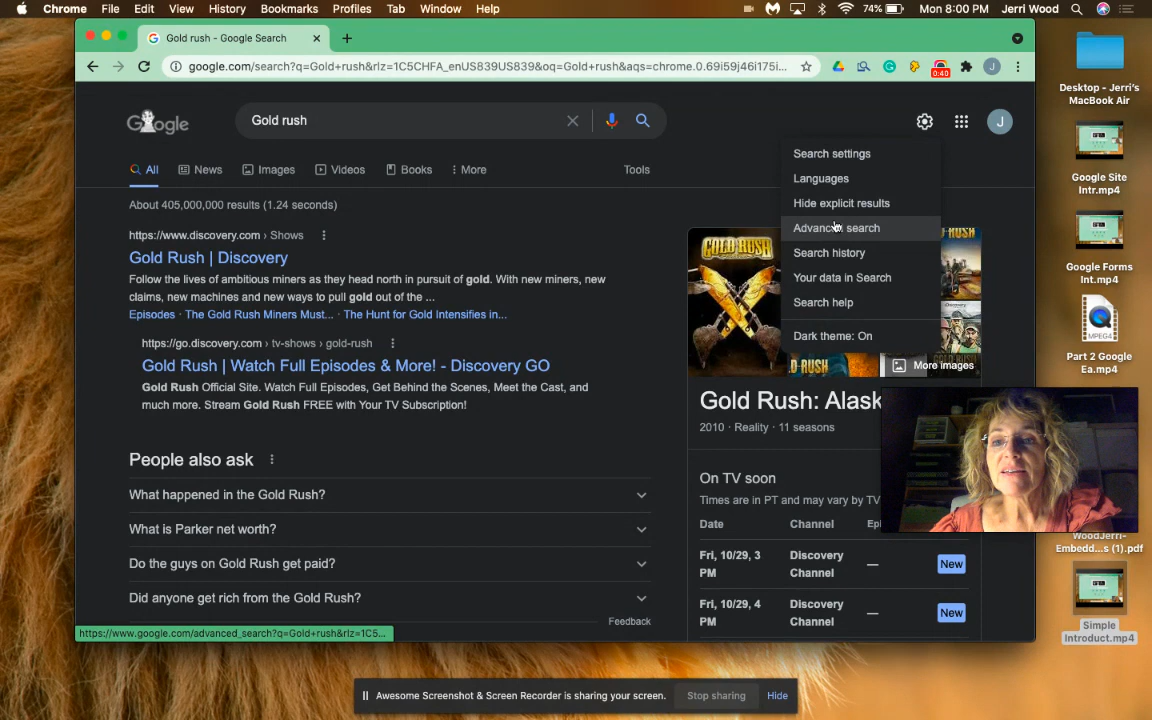 Chrome File Edit View History Bookmarks Profiles Tab Window Help 74% Mon 8:00 PM Jerri Wood
Gold rush - Google Search
google.com/search?q=Gold+rush&rlz=1C5CHFA_enUS839US839&oq=Gold+rush&aqs=chrome.0.69i59j46i175i...
0:40
J
Google
Gold rush
J
All News Images Videos Books More Tools
About 405,000,000 results (1.24 seconds)
https://www.discovery.com › Shows
Gold Rush | Discovery
Follow the lives of ambitious miners as they head north in pursuit of gold. With new miners, new
claims, new machines and new ways to pull gold out of the ...
Episodes · The Gold Rush Miners Must... · The Hunt for Gold Intensifies in...
https://go.discovery.com › tv-shows › gold-rush
Gold Rush | Watch Full Episodes & More! - Discovery GO
Gold Rush Official Site. Watch Full Episodes, Get Behind the Scenes, Meet the Cast, and
much more. Stream Gold Rush FREE with Your TV Subscription!
People also ask
What happened in the Gold Rush?
What is Parker net worth?
Do the guys on Gold Rush get paid?
Did anyone get rich from the Gold Rush?
Feedback
https://www.google.com/advanced_search?q=Gold+rush&rlz=1C5...
Search settings
Languages
Hide explicit results
Advanced search
Search history
Your data in Search
Search help
Dark theme: On
GOLD RUSH
More images
Gold Rush: Alask
2010 · Reality · 11 seasons
On TV soon
Times are in PT and may vary by TV
Date Channel Epi
Fri, 10/29, 3 PM Discovery Channel — New
Fri, 10/29, 4 PM Discovery Channel — New
Desktop - Jerri's
MacBook Air
Google Site
Intr.mp4
Google Forms
Int.mp4
MPEG4
Part 2 Google
Ea.mp4
WoodJerri-
Embedd...s (1).pdf
Simple
Introduct.mp4
Awesome Screenshot & Screen Recorder is sharing your screen. Stop sharing Hide